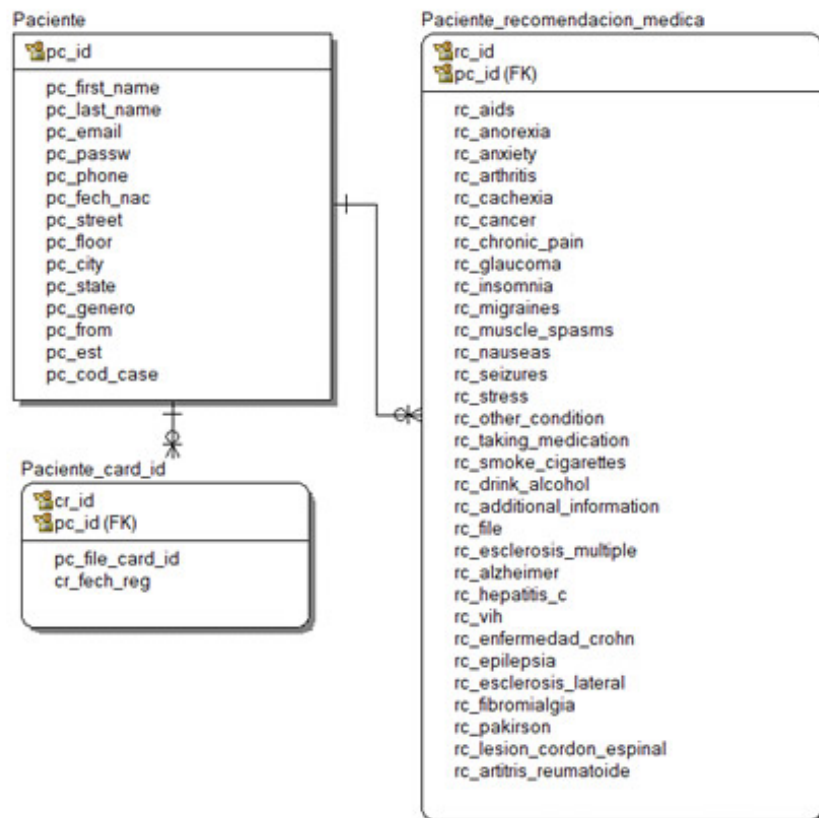 Paciente
pc_id
pc_first_name
pc_last_name
pc_email
pc_passw
pc_phone
pc_fech_nac
pc_street
pc_floor
pc_city
pc_state
pc_genero
pc_from
pc_est
pc_cod_case
Paciente_card_id
cr_id
pc_id (FK)
pc_file_card_id
cr_fech_reg
Paciente_recomendacion_medica
rc_id
pc_id (FK)
rc_aids
rc_anorexia
rc_anxiety
rc_arthritis
rc_cachexia
rc_cancer
rc_chronic_pain
rc_glaucoma
rc_insomnia
rc_migraines
rc_muscle_spasms
rc_nauseas
rc_seizures
rc_stress
rc_other_condition
rc_taking_medication
rc_smoke_cigarettes
rc_drink_alcohol
rc_additional_information
rc_file
rc_esclerosis_multiple
rc_alzheimer
rc_hepatitis_c
rc_vih
rc_enfermedad_crohn
rc_epilepsia
rc_esclerosis_lateral
rc_fibromialgia
rc_pakirson
rc_lesion_cordon_espinal
rc_artitris_reumatoide